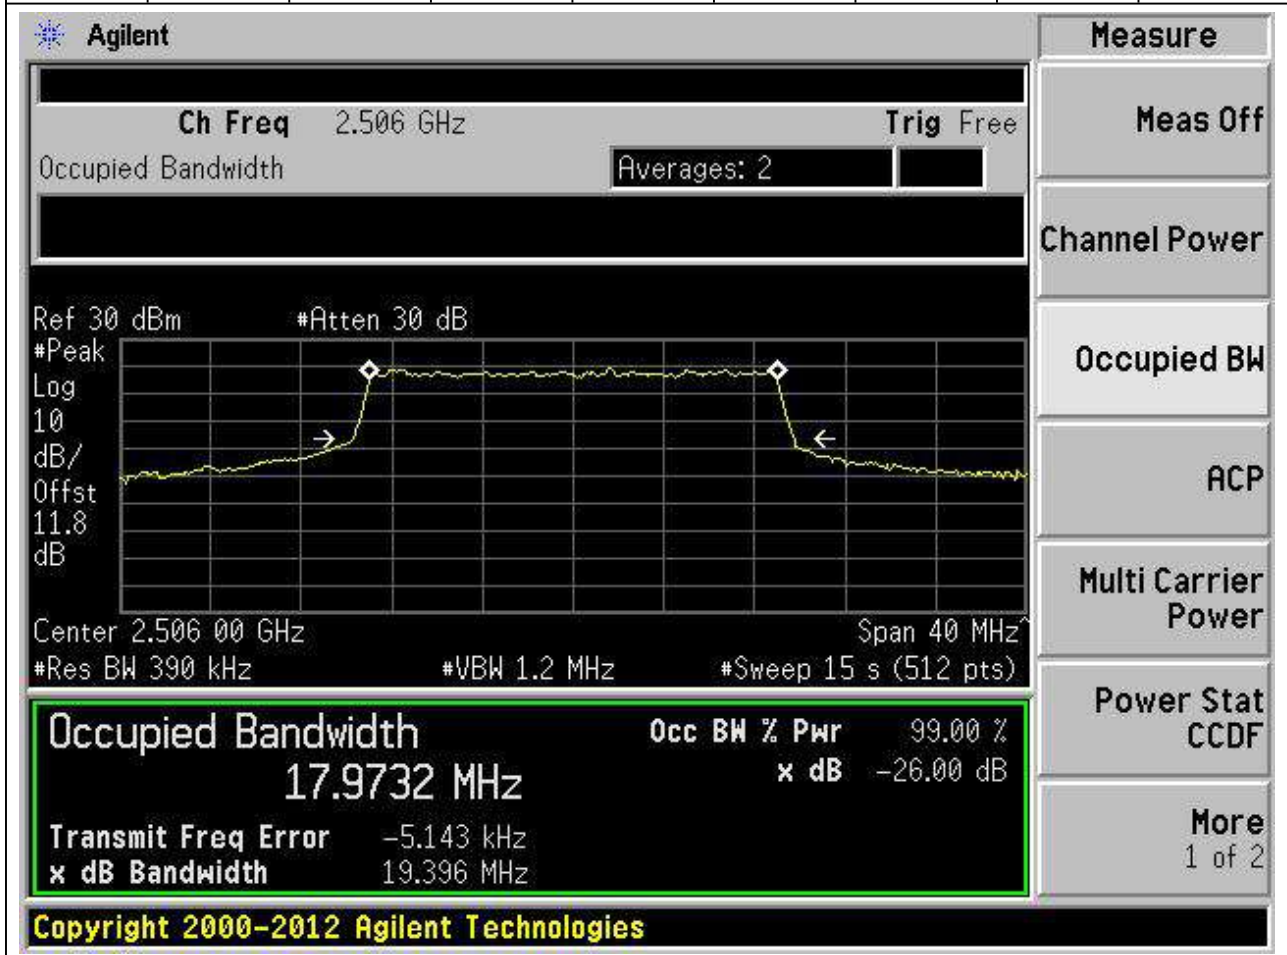 Agilent
Measure
Ch Freq 2.506 GHz Trig Free
Occupied Bandwidth Averages: 2
Meas Off
Channel Power
Occupied BW
ACP
Multi Carrier
Power
Power Stat
CCDF
More
1 of 2
Ref 30 dBm #Atten 30 dB
#Peak
Log
10
dB/
Offst
11.8
dB
Center 2.506 00 GHz Span 40 MHz^
#Res BW 390 kHz #VBW 1.2 MHz #Sweep 15 s (512 pts)
Occupied Bandwidth Occ BW % Pwr 99.00 %
17.9732 MHz x dB -26.00 dB
Transmit Freq Error -5.143 kHz
x dB Bandwidth 19.396 MHz
Copyright 2000-2012 Agilent Technologies